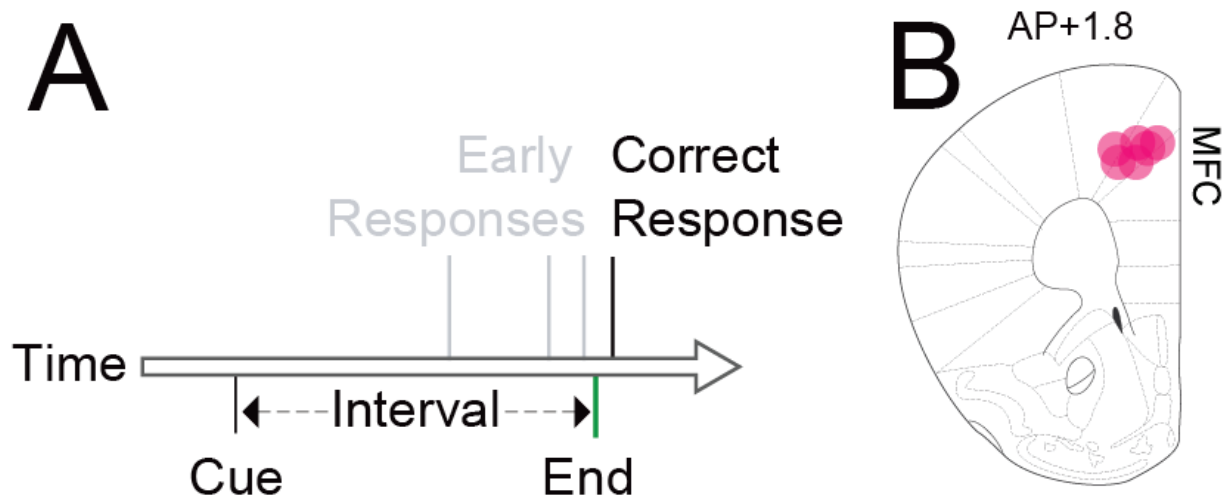 A
Early
Responses
Correct
Response
Time
Interval
Cue
End
B
AP+1.8
MFC